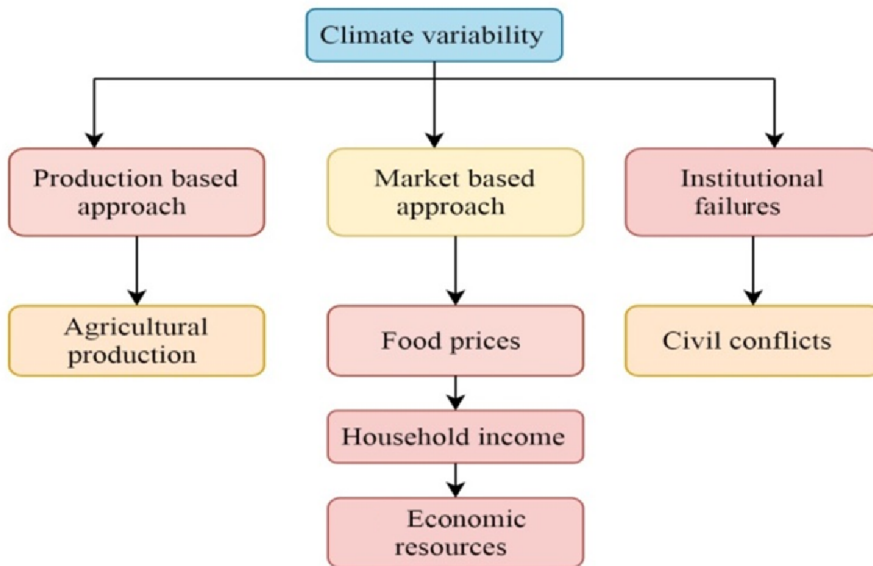 Climate variability
Production based
approach
Market based
approach
Institutional
failures
Agricultural
production
Food prices
Civil conflicts
Household income
Economic
resources